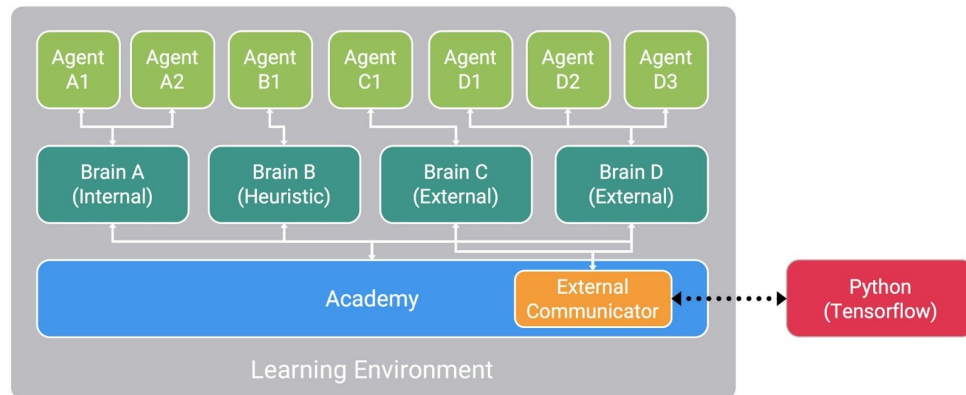 Agent
A1
Agent
A2
Agent
B1
Agent
C1
Agent
D1
Agent
D2
Agent
D3
Brain A
(Internal)
Brain B
(Heuristic)
Brain C
(External)
Brain D
(External)
Academy
External
Communicator
Python
(Tensorflow)
Learning Environment